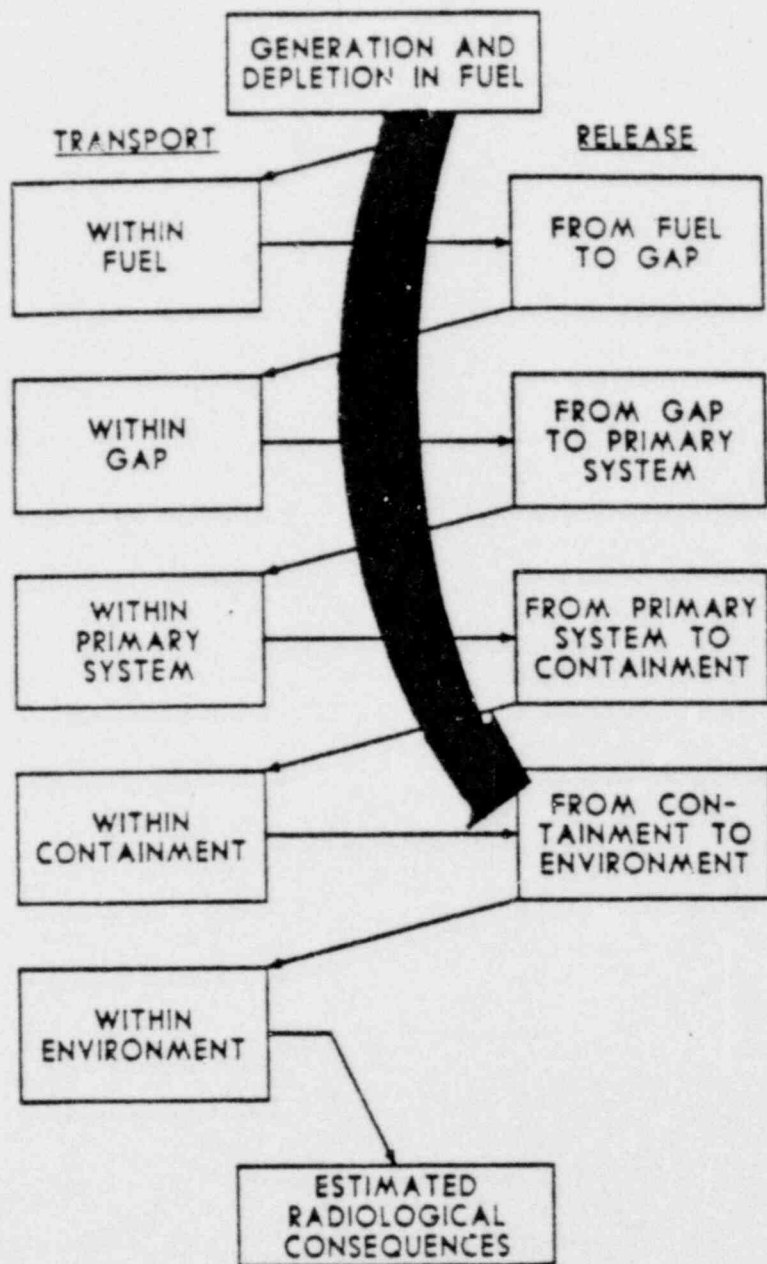 GENERATION AND
DEPLETION IN FUEL
TRANSPORT
RELEASE
WITHIN
FUEL
FROM FUEL
TO GAP
WITHIN
GAP
FROM GAP
TO PRIMARY
SYSTEM
WITHIN
PRIMARY
SYSTEM
FROM PRIMARY
SYSTEM TO
CONTAINMENT
WITHIN
CONTAINMENT
FROM CON-
TAINMENT TO
ENVIRONMENT
WITHIN
ENVIRONMENT
ESTIMATED
RADIOLOGICAL
CONSEQUENCES